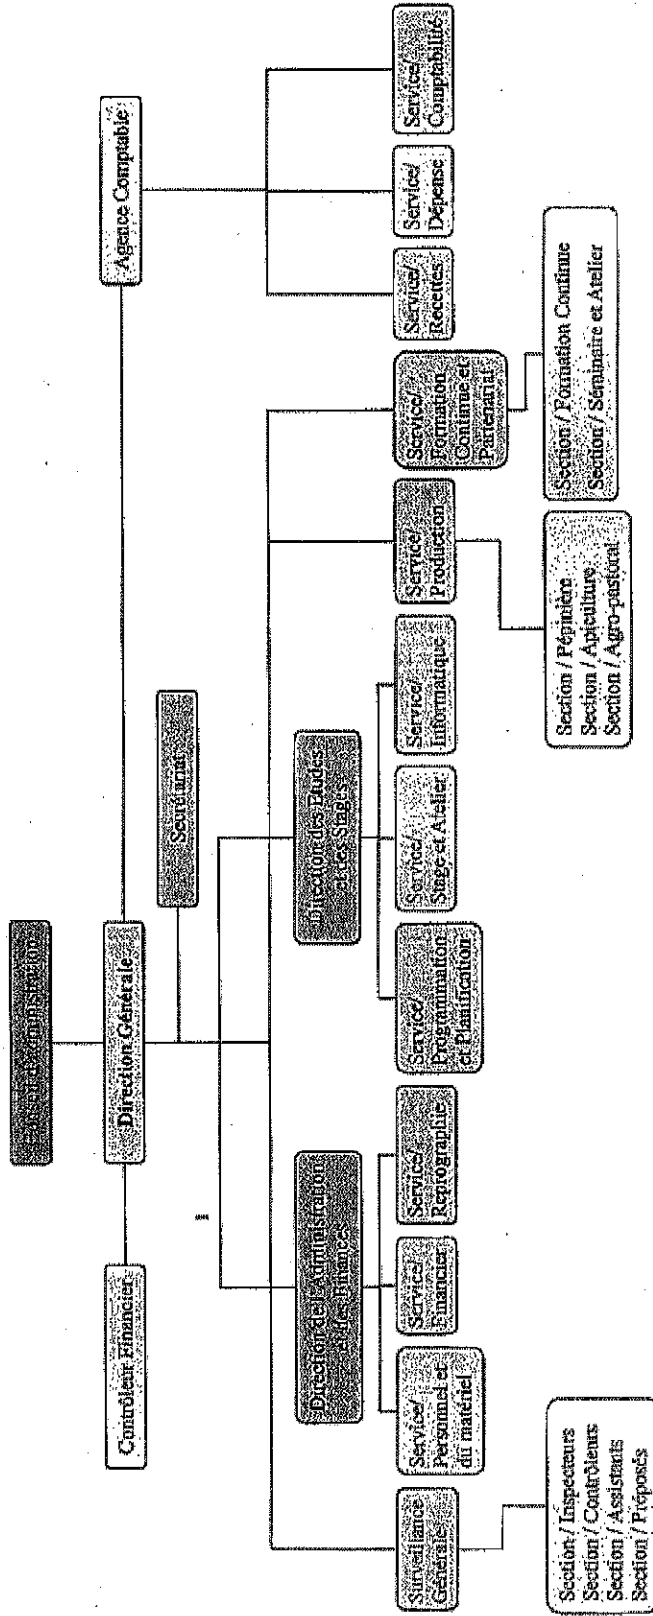 Conseil d'Administration
Contrôleur Financier
Direction Générale
Agence Comptable
Secrétariat
Direction de l'Administration
et des Finances
Direction des Etudes
et des Stages
Surveillance
Générale
Service/
Personnel et
du matériel
Service/
Financier
Service/
Reprographie
Service/
Programmation
et Planification
Service/
Stage et Atelier
Service/
Informatique
Service/
Production
Service/
Formation
Continue et
Partenariat
Service/
Recettes
Service/
Dépense
Service/
Comptabilité
Section / Inspecteurs
Section / Contrôleurs
Section / Assistants
Section / Préposés
Section / Pépinière
Section / Apiculture
Section / Agro-pastoral
Section / Formation Continue
Section / Séminaire et Atelier